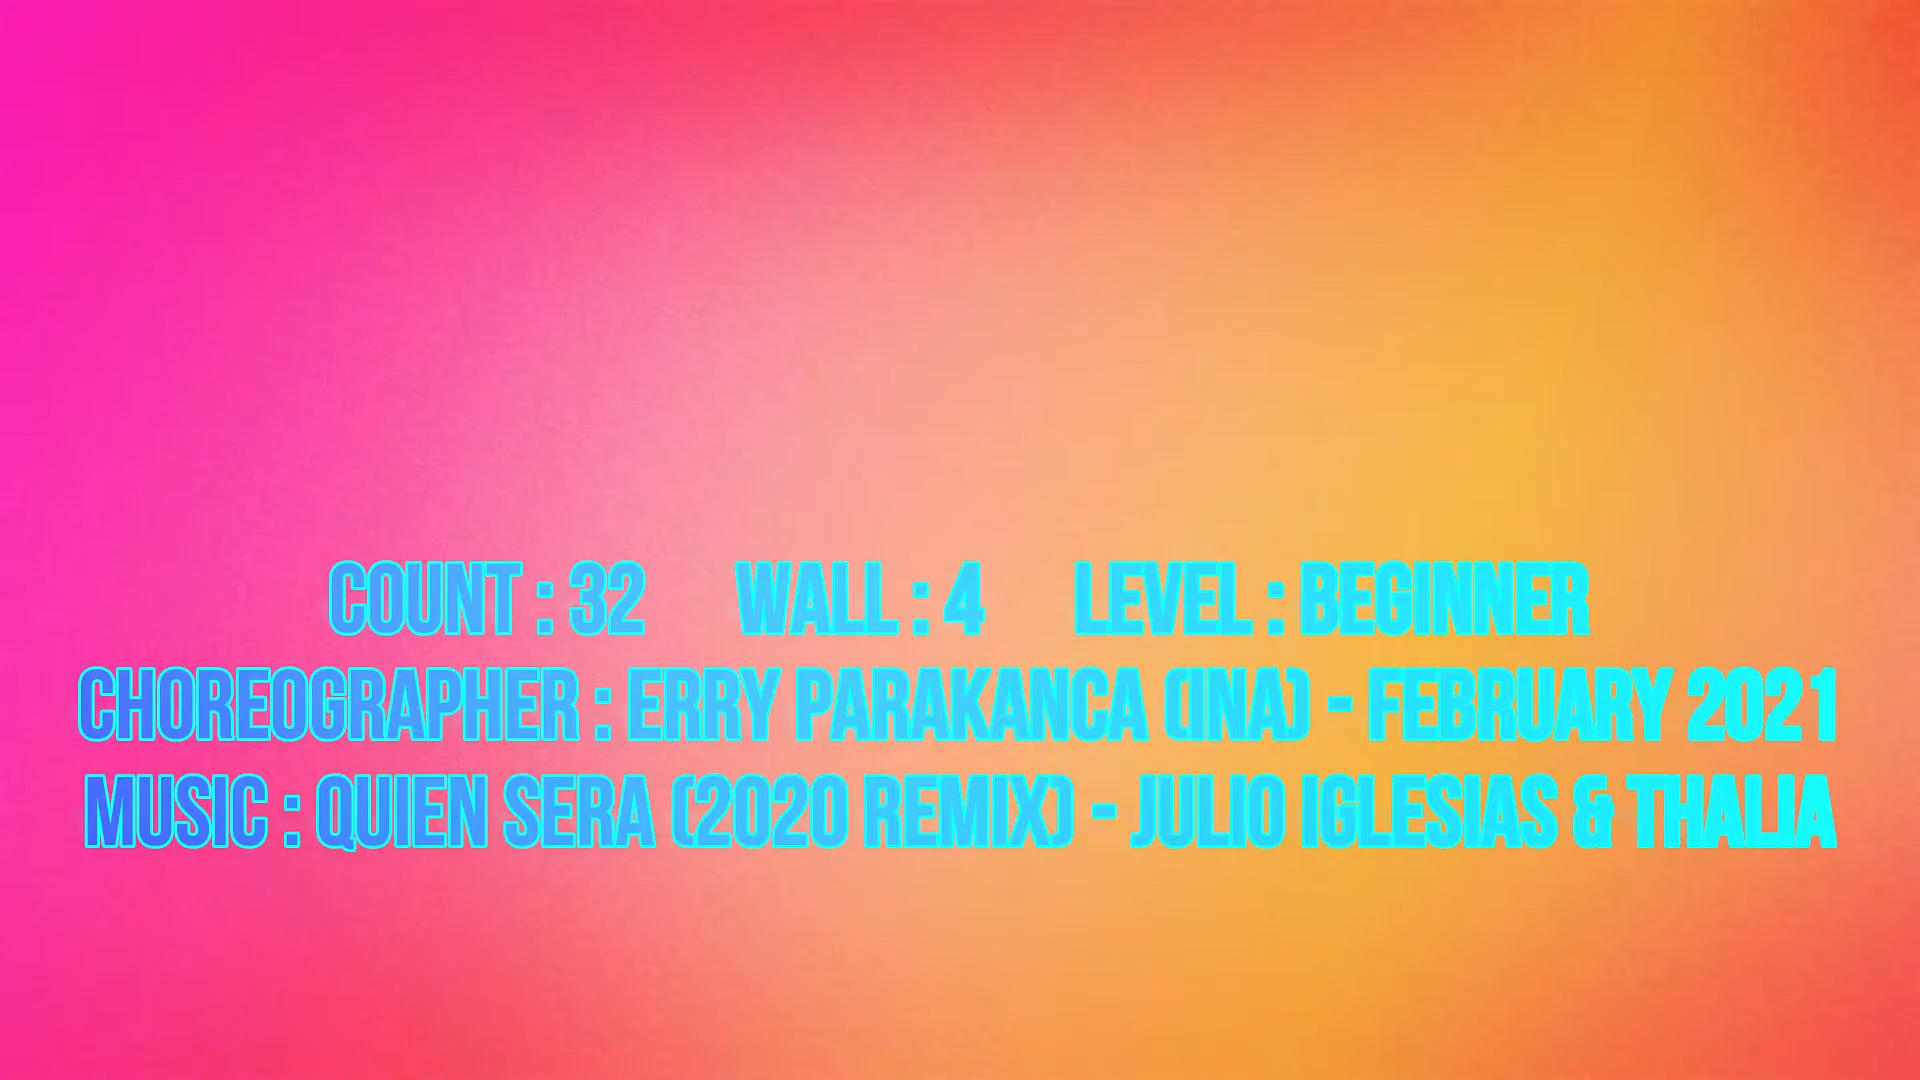 COUNT : 32 WALL : 4 LEVEL : BEGINNER
CHOREOGRAPHER : ERRY PARAKANCA (INA) - FEBRUARY 2021
MUSIC : QUIEN SERA (2020 REMIX) - JULIO IGLESIAS & THALIA